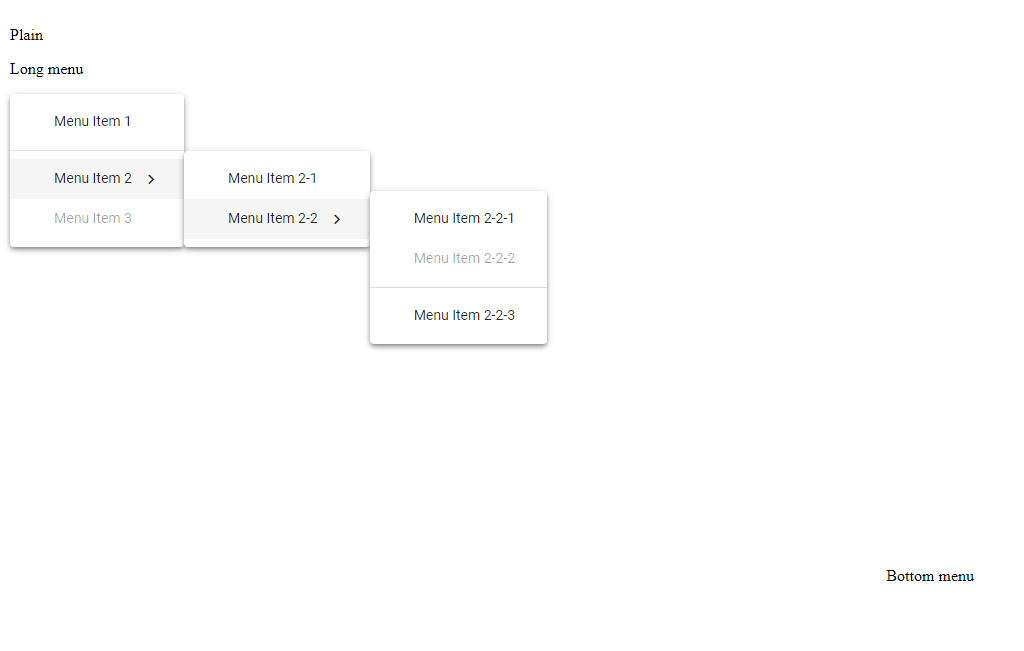 Plain
Long menu
Menu Item 1
Menu Item 2
Menu Item 3
Menu Item 2-1
Menu Item 2-2
Menu Item 2-2-1
Menu Item 2-2-2
Menu Item 2-2-3
Bottom menu